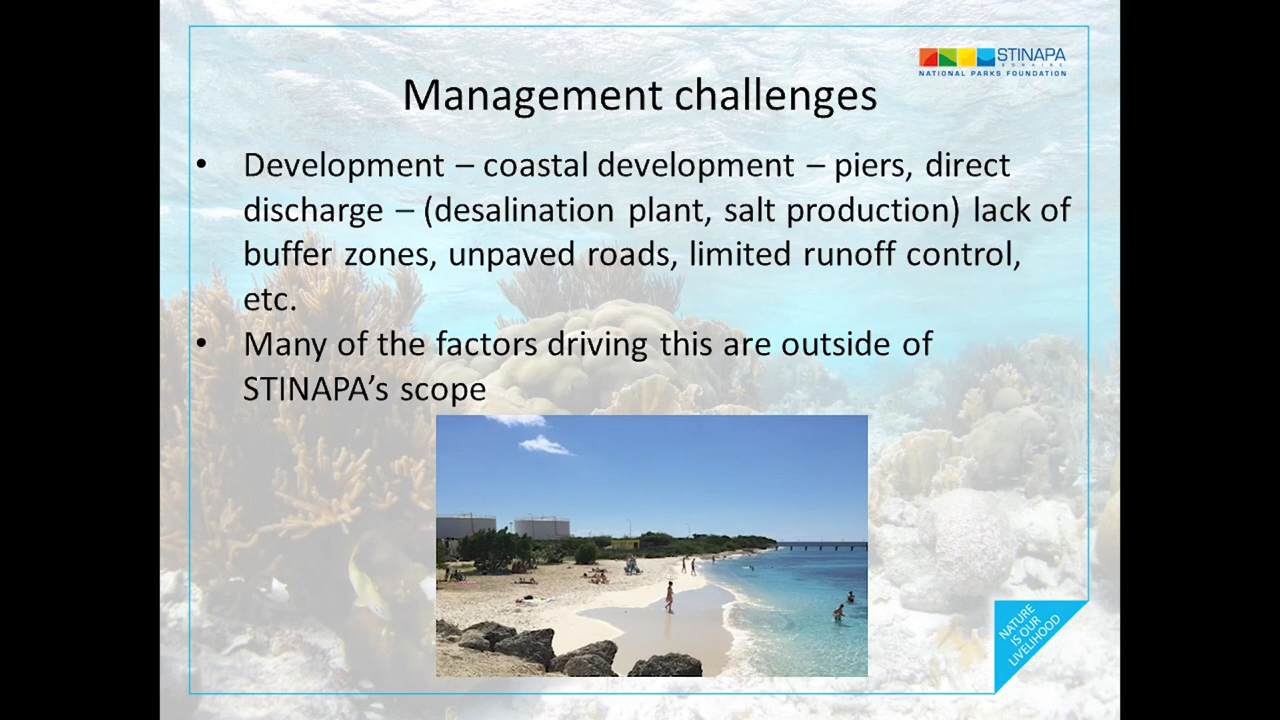 STINAPA
BONAIRE
NATIONAL PARKS FOUNDATION
Management challenges
• Development – coastal development – piers, direct
discharge – (desalination plant, salt production) lack of
buffer zones, unpaved roads, limited runoff control,
etc.
• Many of the factors driving this are outside of
STINAPA’s scope
NATURE
IS OUR
LIVELIHOOD